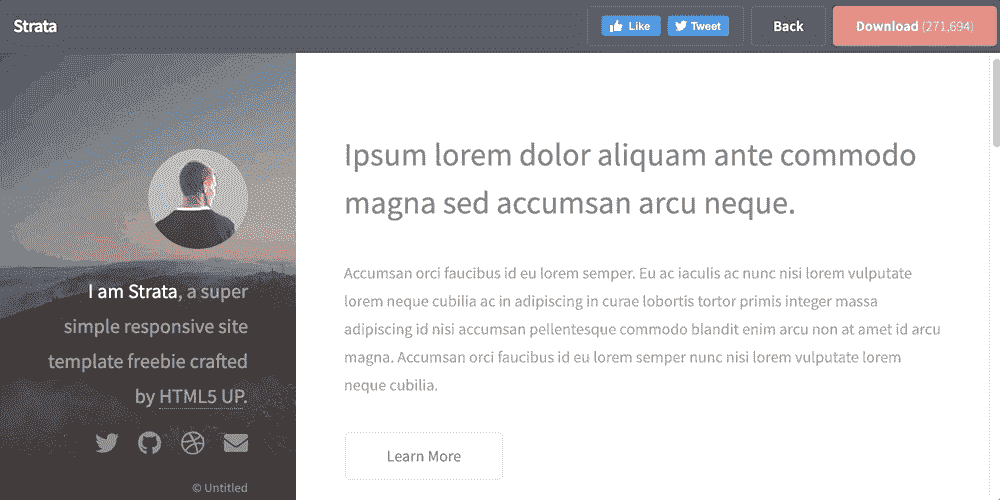 Strata
Like
Tweet
Back
Download (271,694)
I am Strata, a super
simple responsive site
template freebie crafted
by HTML5 UP.
© Untitled
Ipsum lorem dolor aliquam ante commodo
magna sed accumsan arcu neque.
Accumsan orci faucibus id eu lorem semper. Eu ac iaculis ac nunc nisi lorem vulputate
lorem neque cubilia ac in adipiscing in curae lobortis tortor primis integer massa
adipiscing id nisi accumsan pellentesque commodo blandit enim arcu non at amet id arcu
magna. Accumsan orci faucibus id eu lorem semper nunc nisi lorem vulputate lorem
neque cubilia.
Learn More